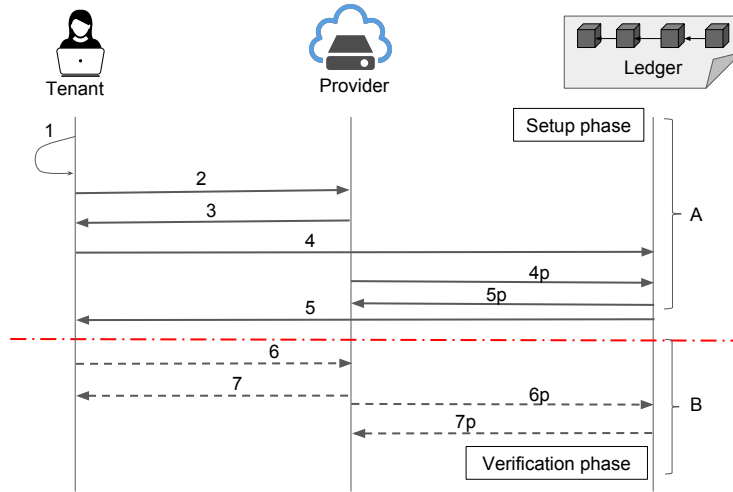 Tenant
Provider
Ledger
Setup phase
1
2
3
A
4
4p
5p
5
6
7
6p
B
7p
Verification phase